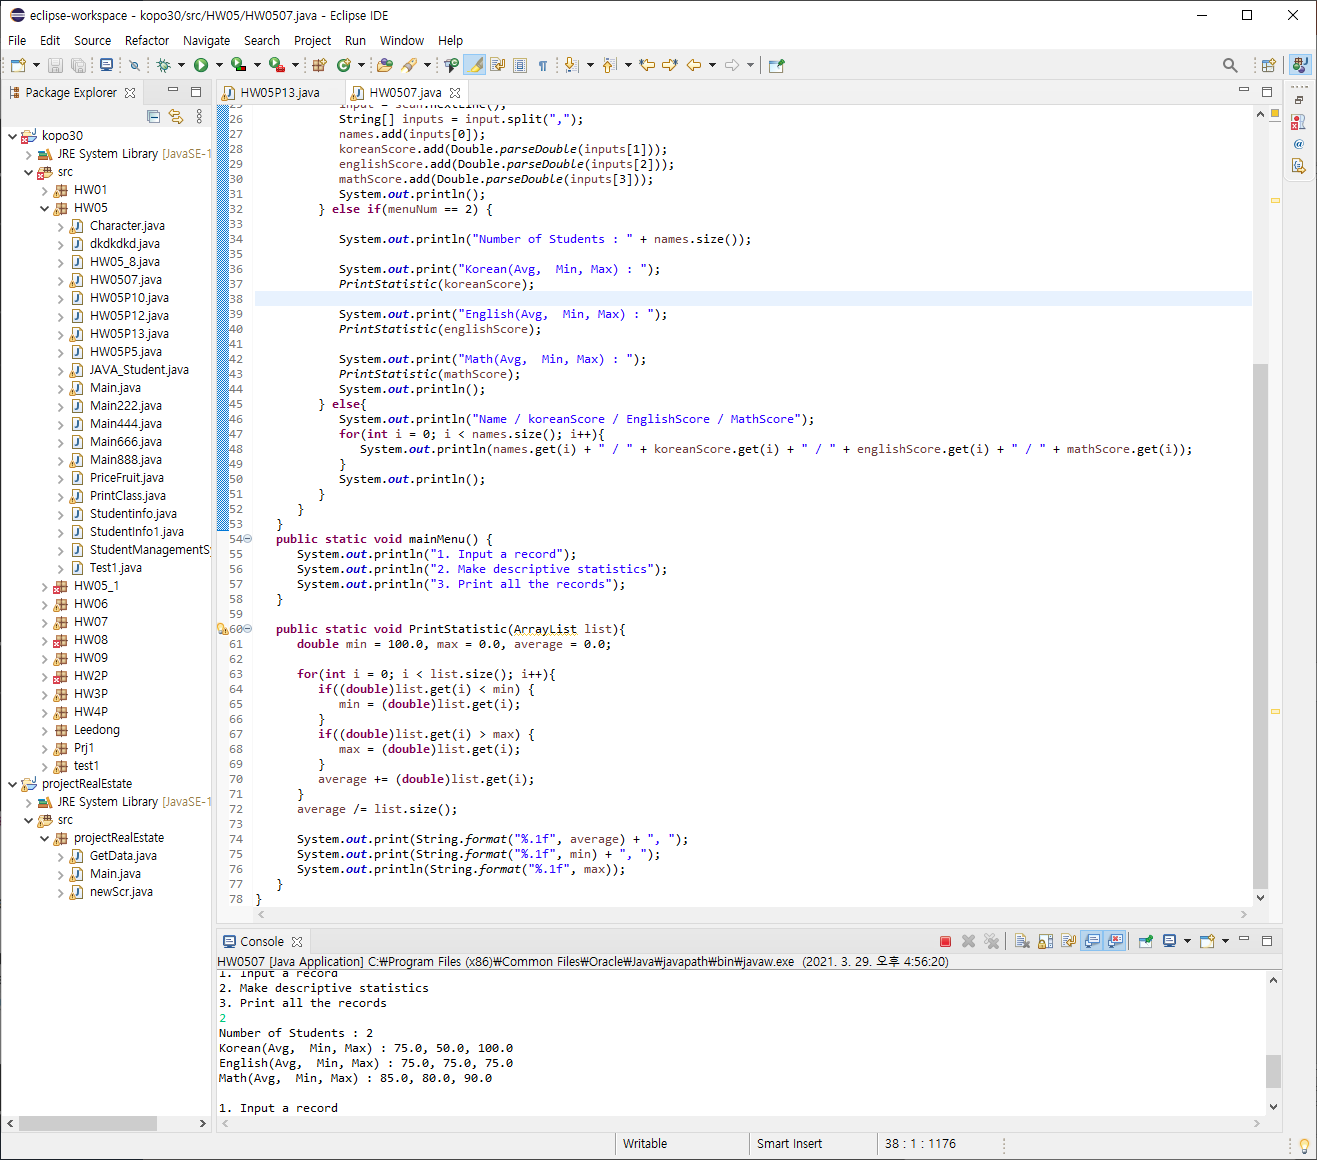 eclipse-workspace - kopo30/src/HW05/HW0507.java - Eclipse IDE
File Edit Source Refactor Navigate Search Project Run Window Help
Package Explorer
HW05P13.java
HW0507.java
kopo30
JRE System Library [JavaSE-1
src
HW01
HW05
Character.java
dkdkdkd.java
HW05_8.java
HW0507.java
HW05P10.java
HW05P12.java
HW05P13.java
HW05P5.java
JAVA_Student.java
Main.java
Main222.java
Main444.java
Main666.java
Main888.java
PriceFruit.java
PrintClass.java
Studentinfo.java
StudentInfo1.java
StudentManagementSy
Test1.java
HW05_1
HW06
HW07
HW08
HW09
HW2P
HW3P
HW4P
Leedong
Prj1
test1
projectRealEstate
JRE System Library [JavaSE-1
src
projectRealEstate
GetData.java
Main.java
newScr.java
25 input = scan.nextLine();
26 String[] inputs = input.split(",");
27 names.add(inputs[0]);
28 koreanScore.add(Double.parseDouble(inputs[1]));
29 englishScore.add(Double.parseDouble(inputs[2]));
30 mathScore.add(Double.parseDouble(inputs[3]));
31 System.out.println();
32 } else if(menuNum == 2) {
33
34 System.out.println("Number of Students : " + names.size());
35
36 System.out.print("Korean(Avg,  Min, Max) : ");
37 PrintStatistic(koreanScore);
38
39 System.out.print("English(Avg,  Min, Max) : ");
40 PrintStatistic(englishScore);
41
42 System.out.print("Math(Avg,  Min, Max) : ");
43 PrintStatistic(mathScore);
44 System.out.println();
45 } else{
46 System.out.println("Name / koreanScore / EnglishScore / MathScore");
47 for(int i = 0; i < names.size(); i++){
48 System.out.println(names.get(i) + " / " + koreanScore.get(i) + " / " + englishScore.get(i) + " / " + mathScore.get(i));
49 }
50 System.out.println();
51 }
52 }
53 }
54 public static void mainMenu() {
55 System.out.println("1. Input a record");
56 System.out.println("2. Make descriptive statistics");
57 System.out.println("3. Print all the records");
58 }
59
60 public static void PrintStatistic(ArrayList list){
61 double min = 100.0, max = 0.0, average = 0.0;
62
63 for(int i = 0; i < list.size(); i++){
64 if((double)list.get(i) < min) {
65 min = (double)list.get(i);
66 }
67 if((double)list.get(i) > max) {
68 max = (double)list.get(i);
69 }
70 average += (double)list.get(i);
71 }
72 average /= list.size();
73
74 System.out.print(String.format("%.1f", average) + ", ");
75 System.out.print(String.format("%.1f", min) + ", ");
76 System.out.println(String.format("%.1f", max));
77 }
78 }
Console
HW0507 [Java Application] C:₩Program Files (x86)₩Common Files₩Oracle₩Java₩javapath₩bin₩javaw.exe (2021. 3. 29. 오후 4:56:20)
1. Input a record
2. Make descriptive statistics
3. Print all the records
2
Number of Students : 2
Korean(Avg,  Min, Max) : 75.0, 50.0, 100.0
English(Avg,  Min, Max) : 75.0, 75.0, 75.0
Math(Avg,  Min, Max) : 85.0, 80.0, 90.0
1. Input a record
Writable
Smart Insert
38 : 1 : 1176